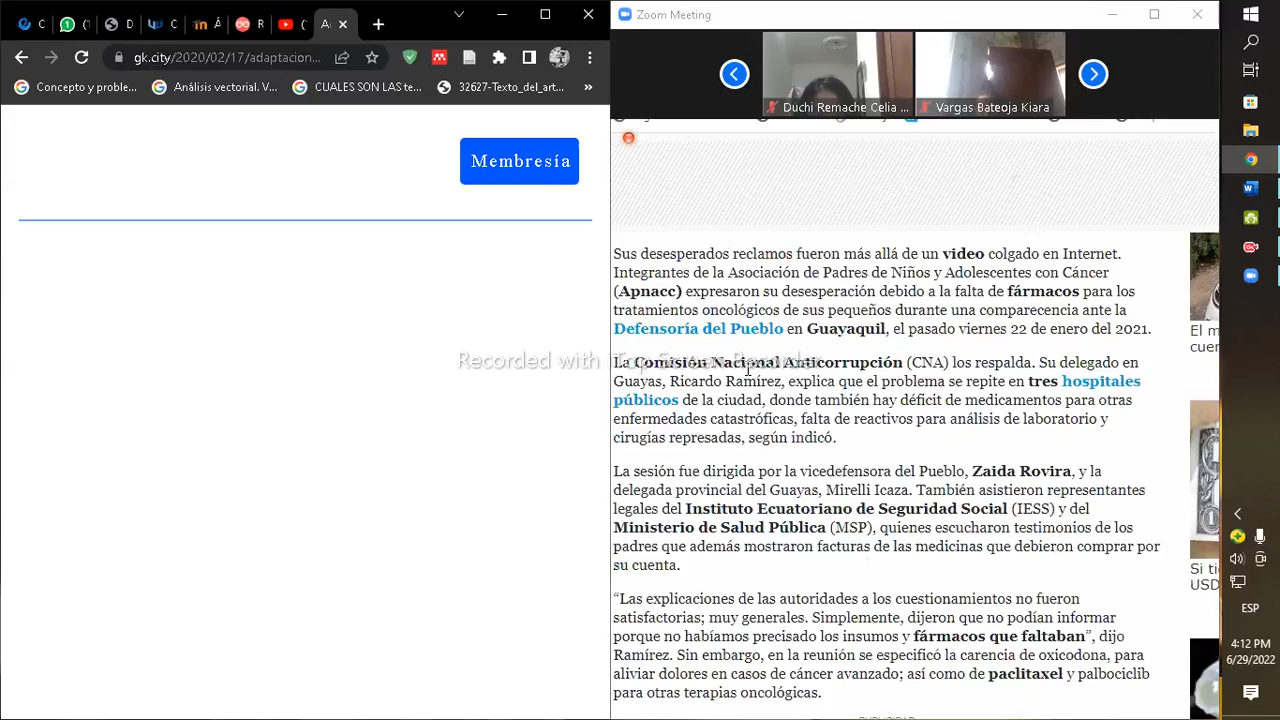 gk.city/2020/02/17/adaptacion...
Concepto y proble...
Análisis vectorial. V...
CUALES SON LAS te...
32627-Texto_del_art...
Membresía
Zoom Meeting
Duchi Remache Celia ...
Vargas Bateoja Kiara
Sus desesperados reclamos fueron más allá de un video colgado en Internet.
Integrantes de la Asociación de Padres de Niños y Adolescentes con Cáncer
(Apnacc) expresaron su desesperación debido a la falta de fármacos para los
tratamientos oncológicos de sus pequeños durante una comparecencia ante la
Defensoría del Pueblo en Guayaquil, el pasado viernes 22 de enero del 2021.
La Comisión Nacional Anticorrupción (CNA) los respalda. Su delegado en
Guayas, Ricardo Ramírez, explica que el problema se repite en tres hospitales
públicos de la ciudad, donde también hay déficit de medicamentos para otras
enfermedades catastróficas, falta de reactivos para análisis de laboratorio y
cirugías represadas, según indicó.
La sesión fue dirigida por la vicedefensora del Pueblo, Zaida Rovira, y la
delegada provincial del Guayas, Mirelli Icaza. También asistieron representantes
legales del Instituto Ecuatoriano de Seguridad Social (IESS) y del
Ministerio de Salud Pública (MSP), quienes escucharon testimonios de los
padres que además mostraron facturas de las medicinas que debieron comprar por
su cuenta.
“Las explicaciones de las autoridades a los cuestionamientos no fueron
satisfactorias; muy generales. Simplemente, dijeron que no podían informar
porque no habíamos precisado los insumos y fármacos que faltaban”, dijo
Ramírez. Sin embargo, en la reunión se especificó la carencia de oxicodona, para
aliviar dolores en casos de cáncer avanzado; así como de paclitaxel y palbociclib
para otras terapias oncológicas.
Recorded with iTop Screen Recorder
El m
cuen
Si ti
USD
ESP
4:12 PM
6/29/2022